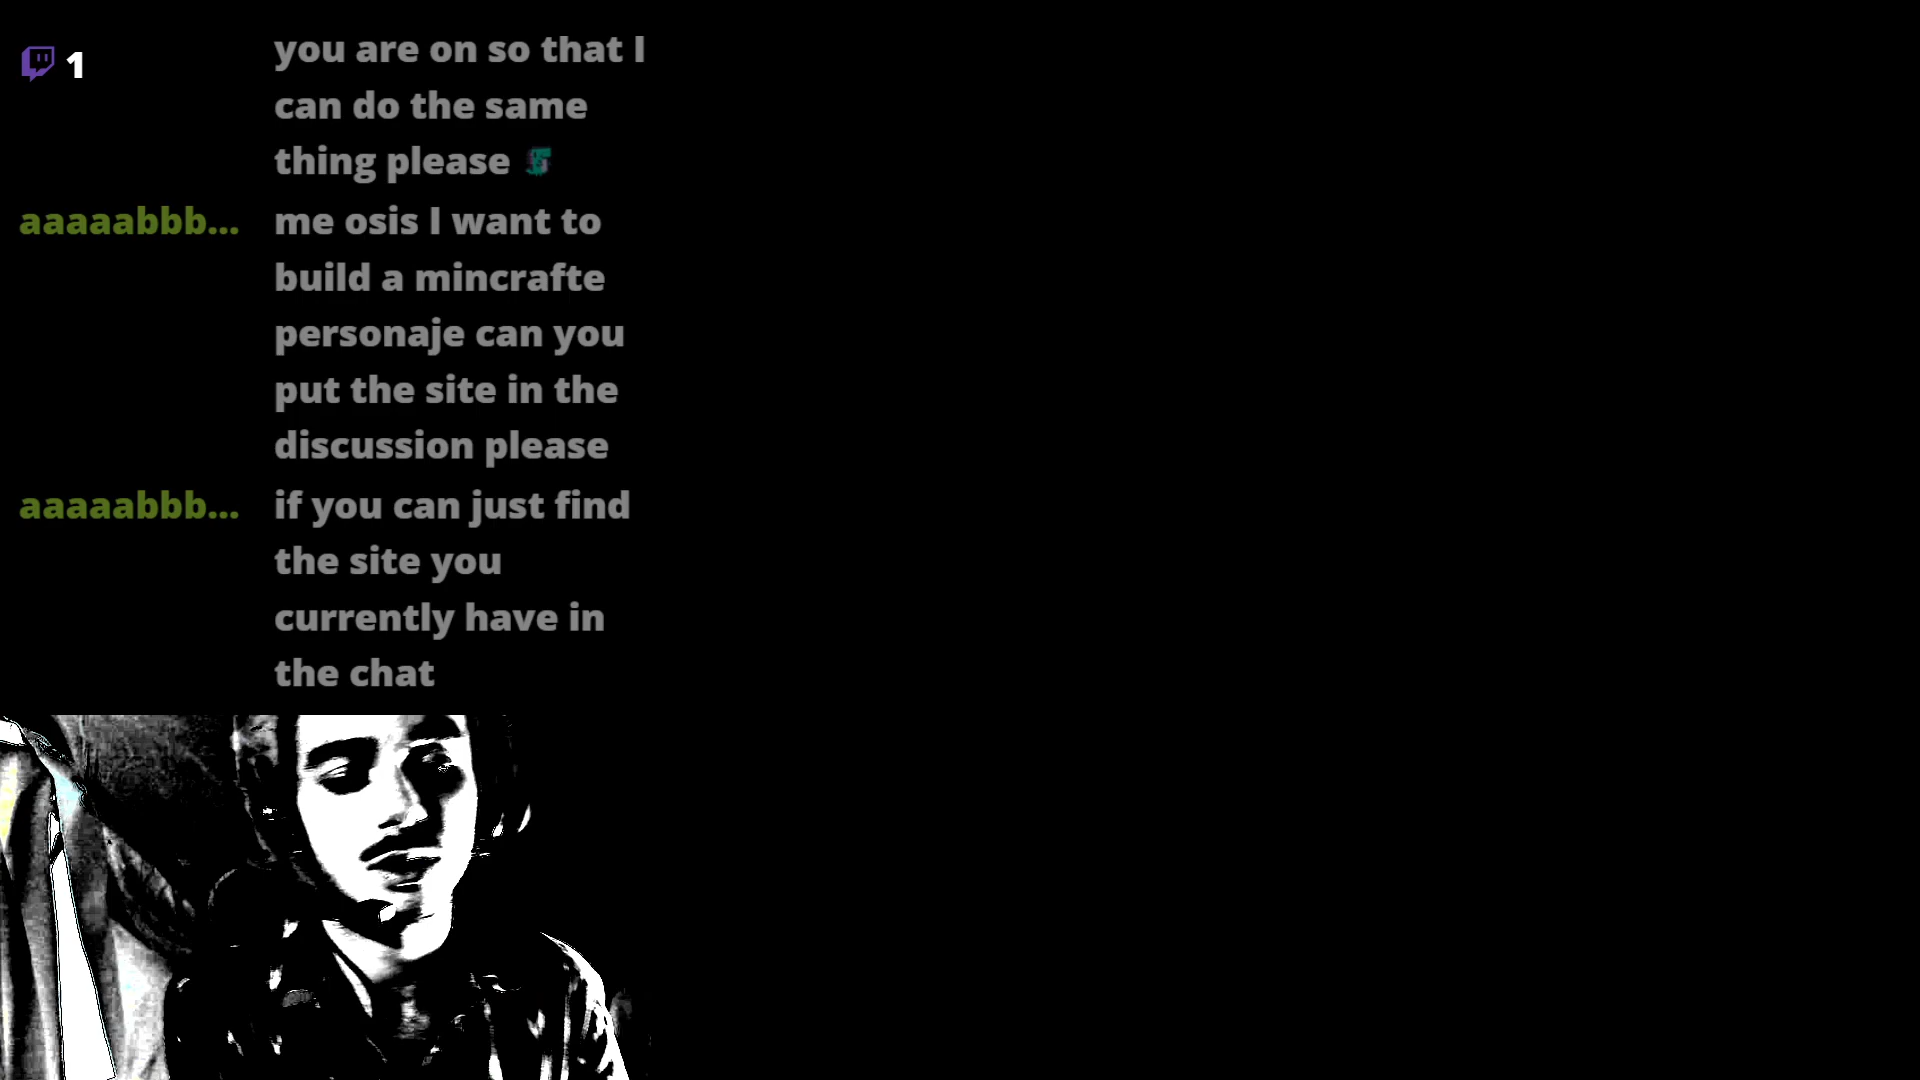 1
you are on so that I
can do the same
thing please
aaaaabbb... me osis I want to
build a mincrafte
personaje can you
put the site in the
discussion please
aaaaabbb... if you can just find
the site you
currently have in
the chat